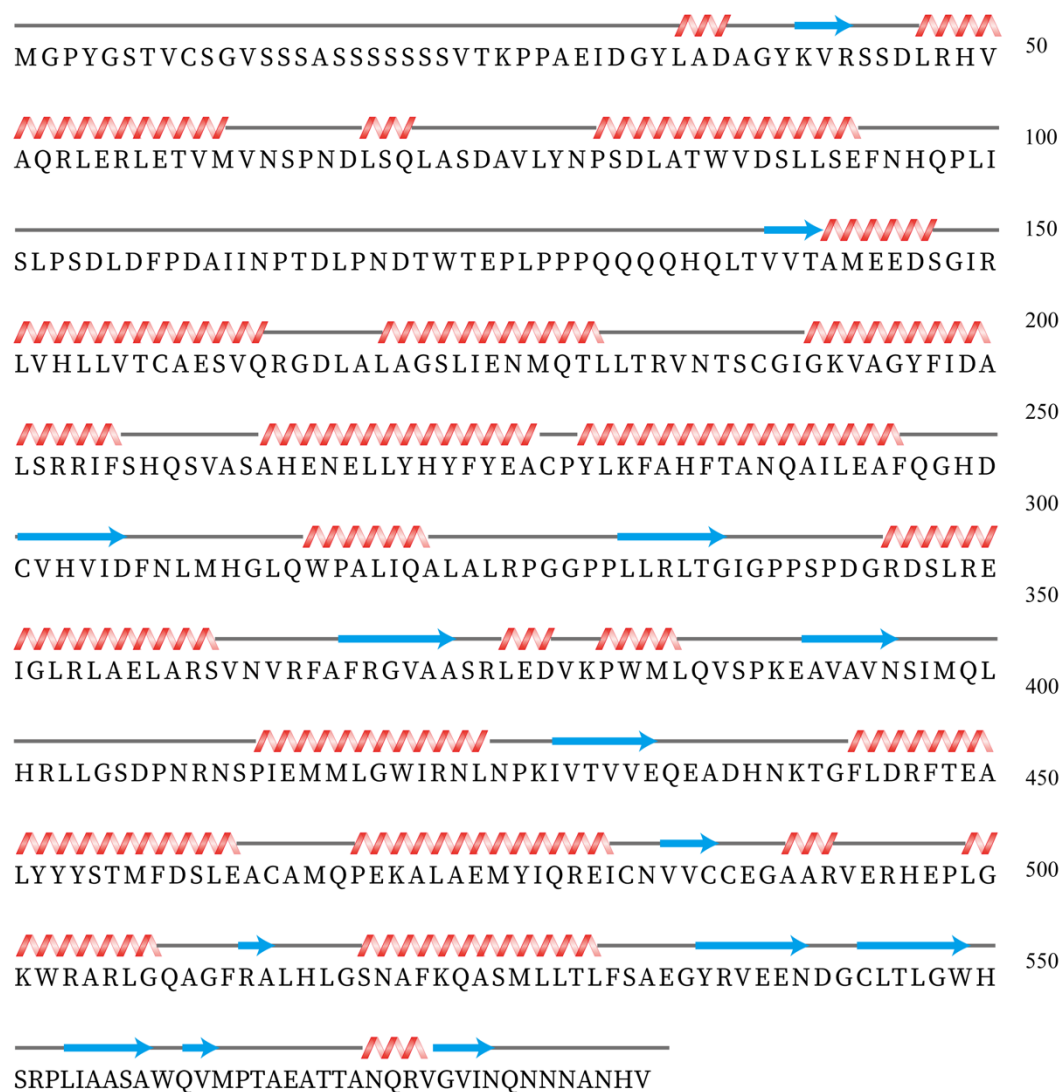 MGPYGSTVCSGVSSSASSSSSSSVTKPPAEIDGYLADAGYKVRSSDLRHV 50
AQRLERLETVMVNSPNDLSQLASDAVLYNPSDLATWVDSLLSEFNHQPLI 100
SLPSDLDFPDAIINPTDLPNDTWTEPLPPPQQQQHQLTVVTAMEEDSGIR 150
LVHLLVTCAESVQRGDLALAGSLIENMQTLLTRVNTSCGIGKVAGYFIDA 200
LSRRIFSHQSVASAHENELLYHYFYEACPYLKFAHFTANQAILEAFQGHD 250
CVHVIDFNLMHGLQWPALIQALALRPGGPPLLRLTGIGPPSPDGRDSLRE 300
IGLRLAELARSVNVRFAFRGVAASRLEDVKPWMLQVSPKEAVAVNSIMQL 350
HRLLGSDPNRNSPIEMMLGWIRNLNPKIVTVVEQEADHNKTGFLDRFTEA 400
LYYYSTMFDSLEACAMQPEKALAEMYIQREICNVVCCEGAARVERHEPLG 450
KWRARLGQAGFRALHLGSNAFKQASMLLTLFSAEGYRVEENDGCLTLGWH 500
SRPLIAASAWQVMPTAEATTANQRVGVINQNNNANHV 550